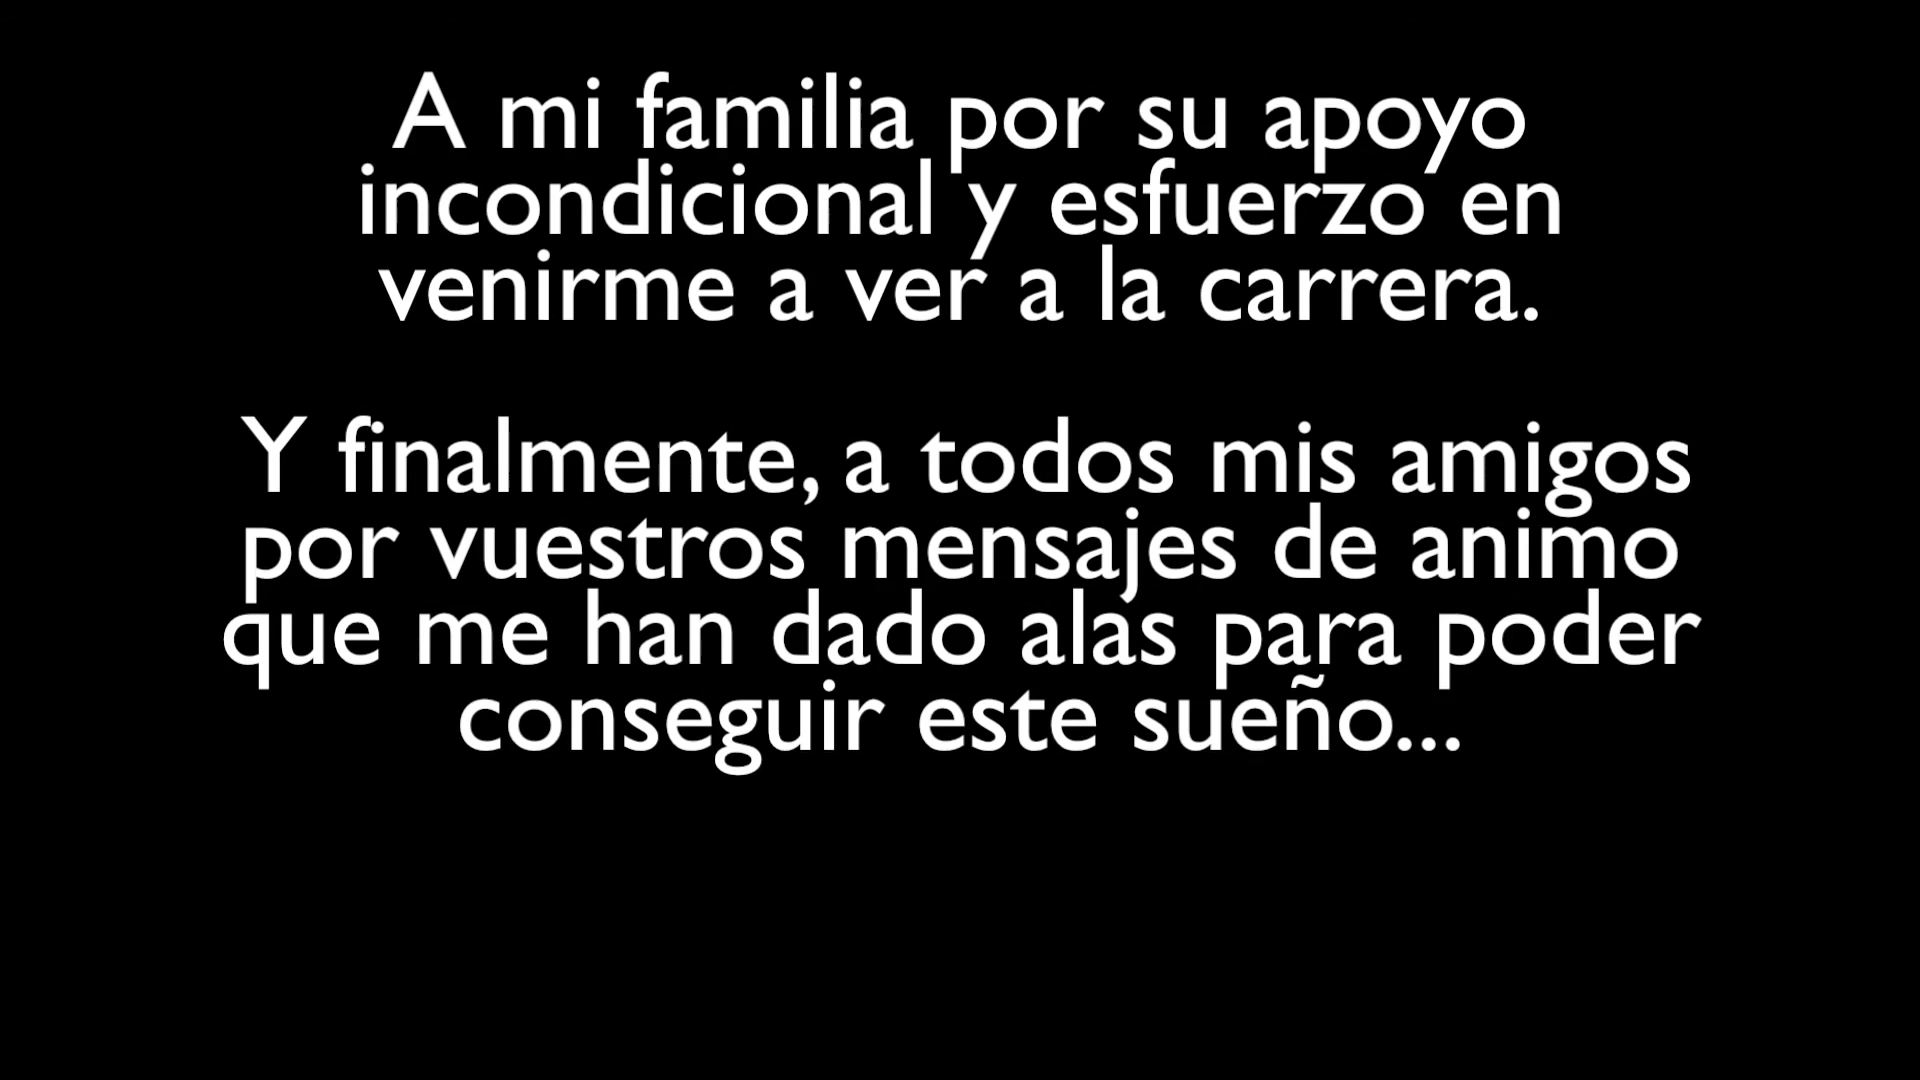 A mi familia por su apoyo
incondicional y esfuerzo en
venirme a ver a la carrera.
Y finalmente, a todos mis amigos
por vuestros mensajes de animo
que me han dado alas para poder
conseguir este sueño...